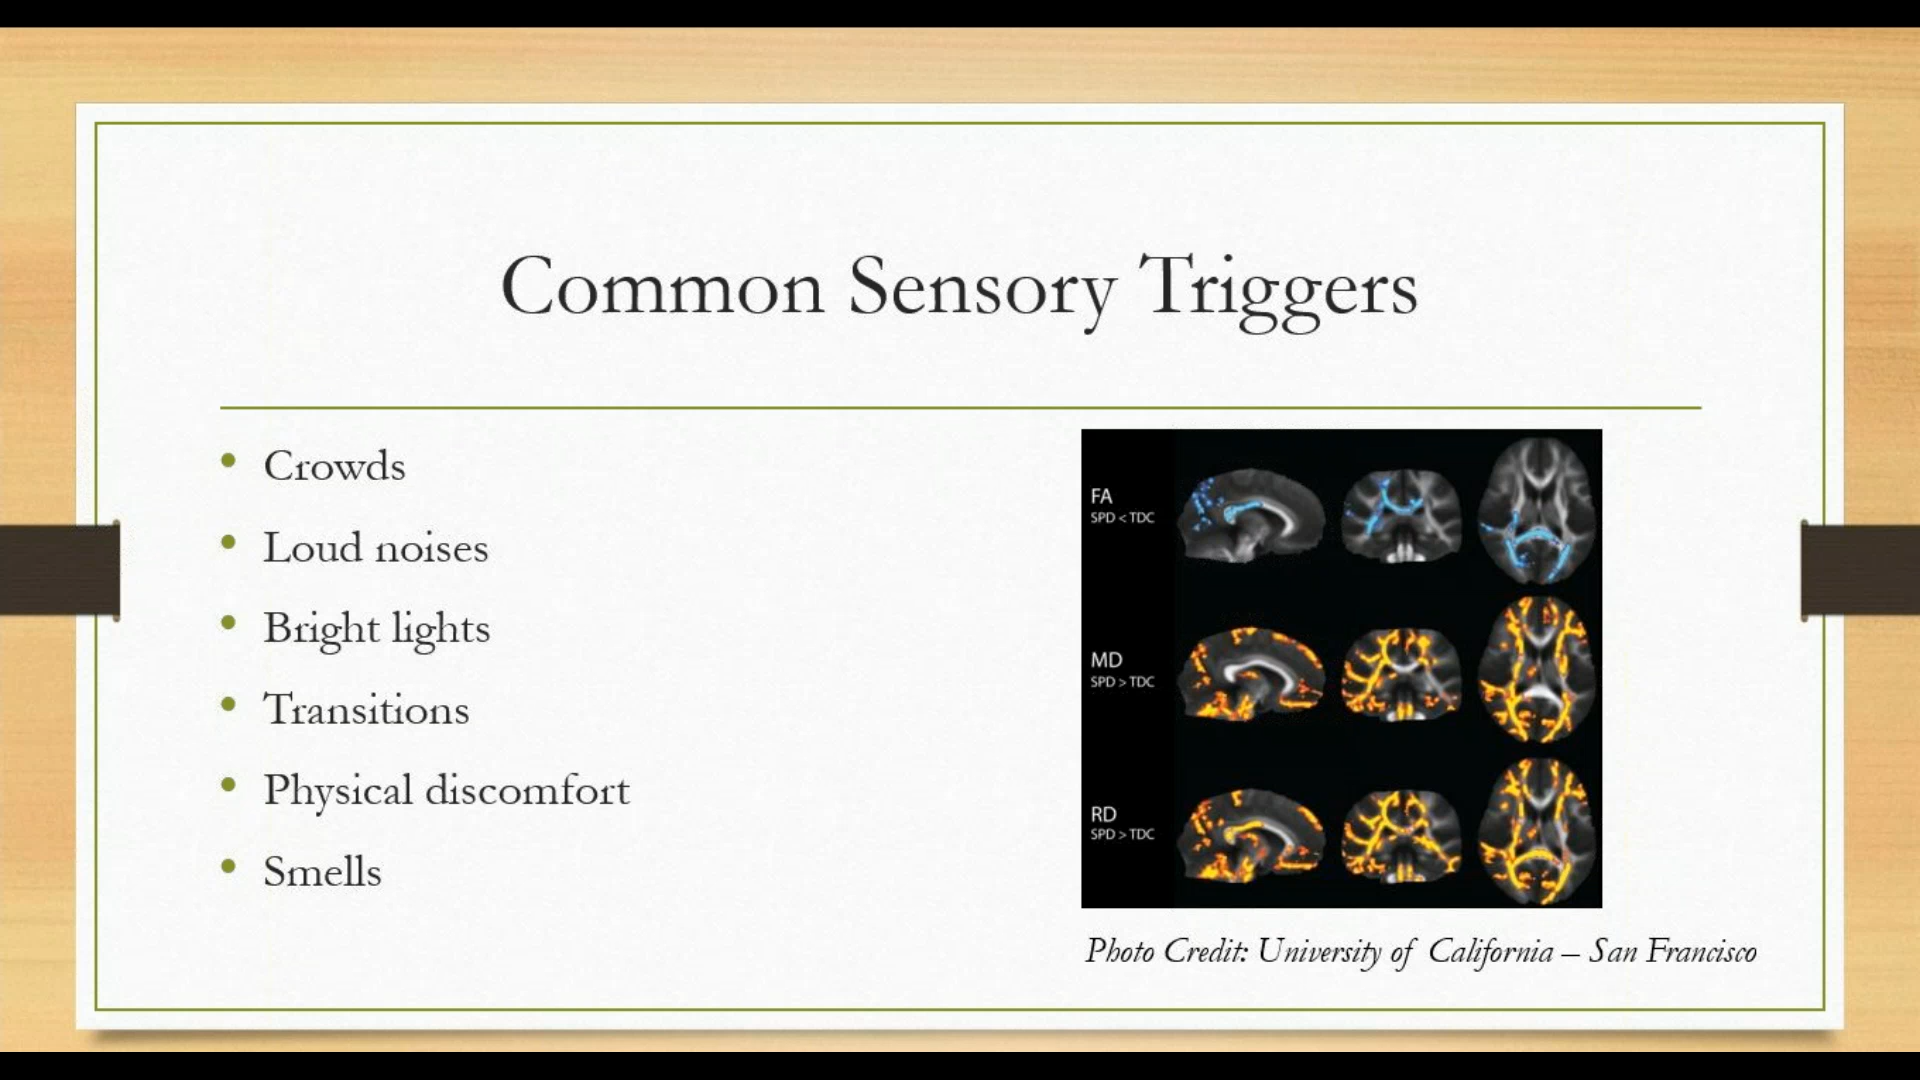 Common Sensory Triggers
Crowds
Loud noises
Bright lights
Transitions
Physical discomfort
Smells
FA
SPD < TDC
MD
SPD > TDC
RD
SPD > TDC
Photo Credit: University of California – San Francisco